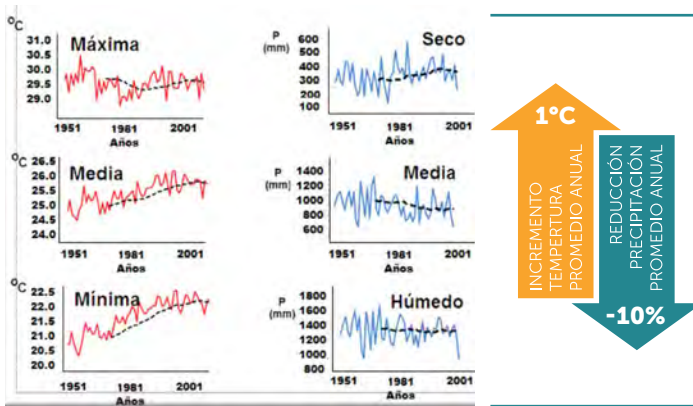 °C
Máxima
31.0
30.5
30.0
29.5
29.0
1951 1981 2001
Años
P
(mm)
Seco
600
500
400
300
200
100
1951 1981 2001
°C
Media
26.5
26.0
25.5
25.0
24.5
24.0
1951 1981 2001
Años
P
(mm)
Media
1400
1200
1000
800
600
1951 1981 2001
°C
Mínima
22.5
22.0
21.5
21.0
20.5
20.0
1951 1981 2001
Años
P
(mm)
Húmedo
1800
1600
1400
1200
1000
800
1951 1981 2001
Años
1°C
INCREMENTO
TEMPERTURA
PROMEDIO ANUAL
REDUCCIÓN
PRECIPITACIÓN
PROMEDIO ANUAL
-10%